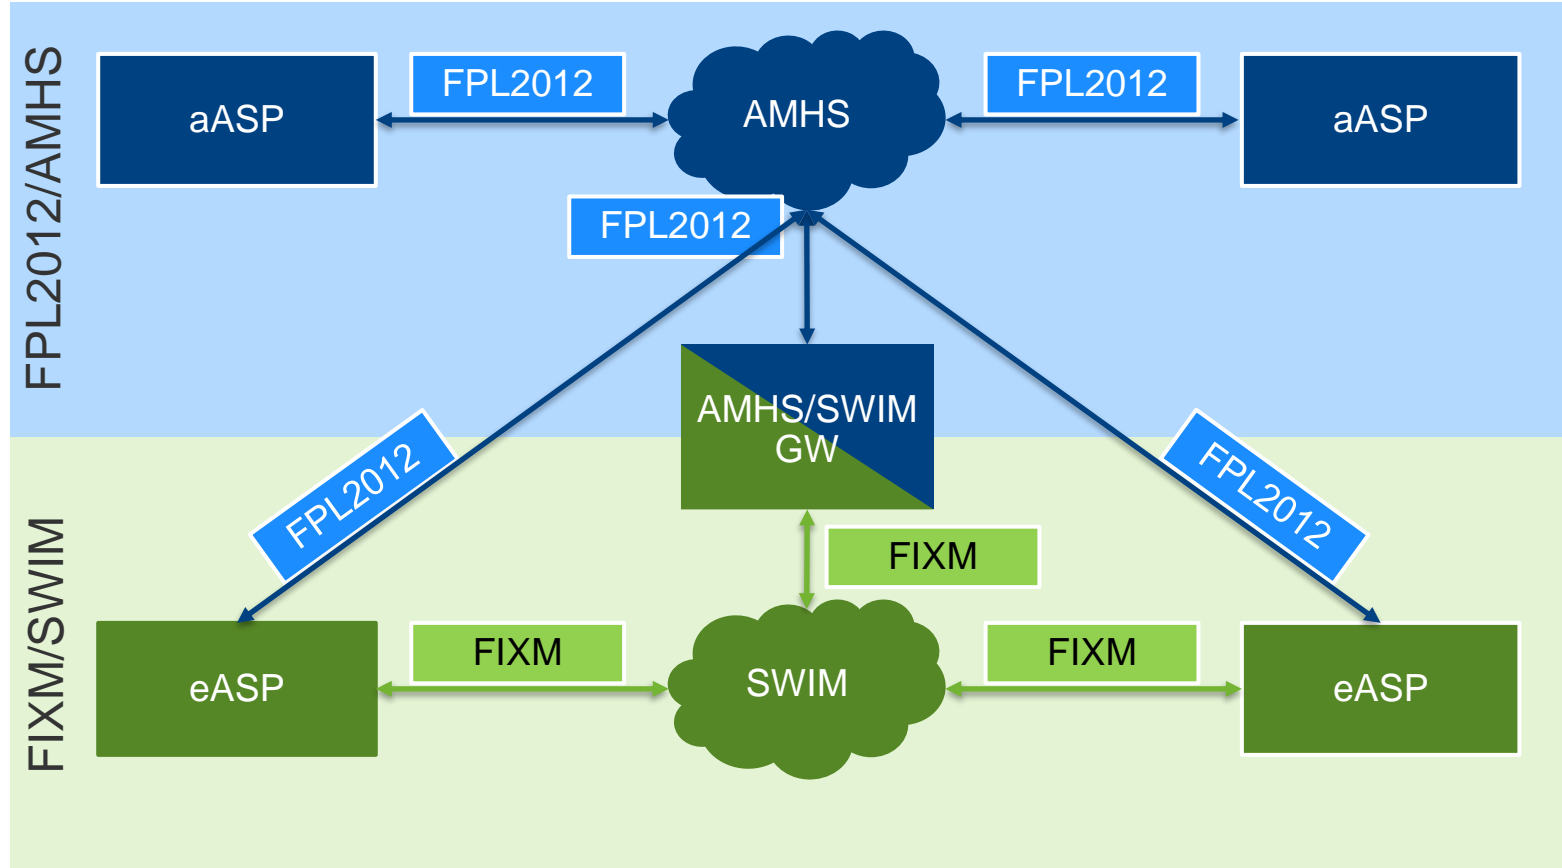 FPL2012/AMHS
aASP
FPL2012
AMHS
FPL2012
aASP
FPL2012
AMHS/SWIM
GW
FPL2012
FPL2012
FIXM/SWIM
FIXM
eASP
FIXM
SWIM
FIXM
eASP